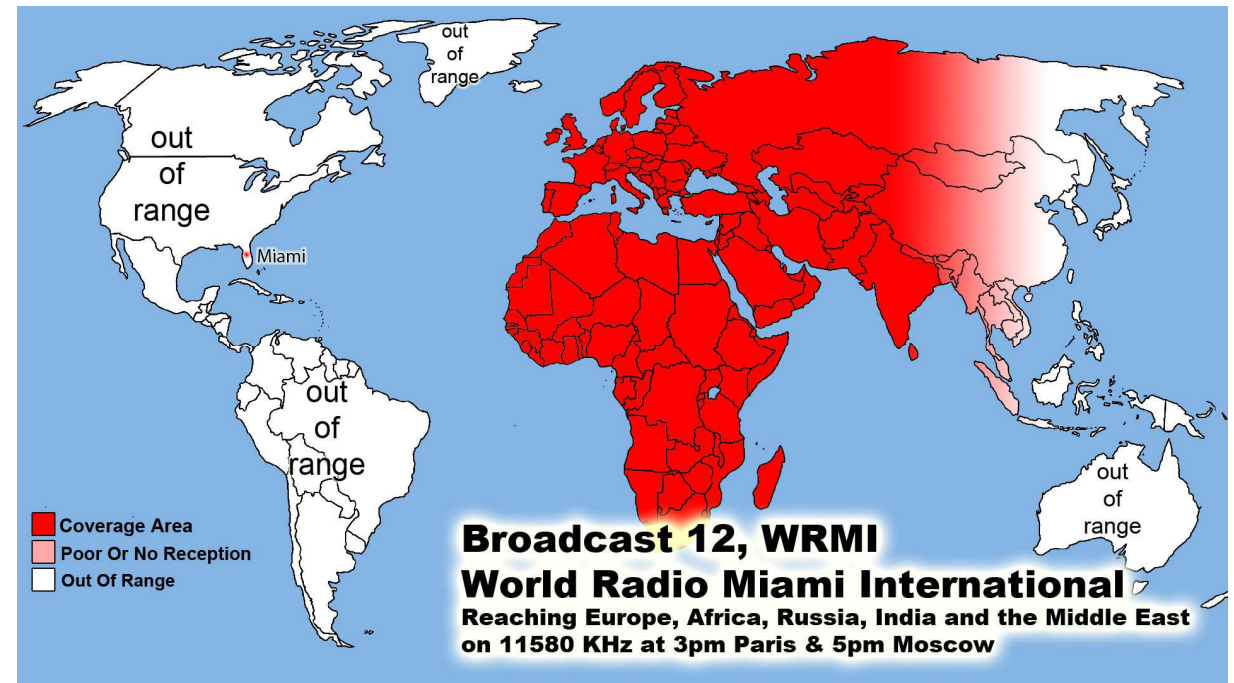 out
of
range
out
of
range
Miami
out
of
range
out
of
range
Coverage Area
Poor Or No Reception
Out Of Range
Broadcast 12, WRMI
World Radio Miami International
Reaching Europe, Africa, Russia, India and the Middle East
on 11580 KHz at 3pm Paris & 5pm Moscow